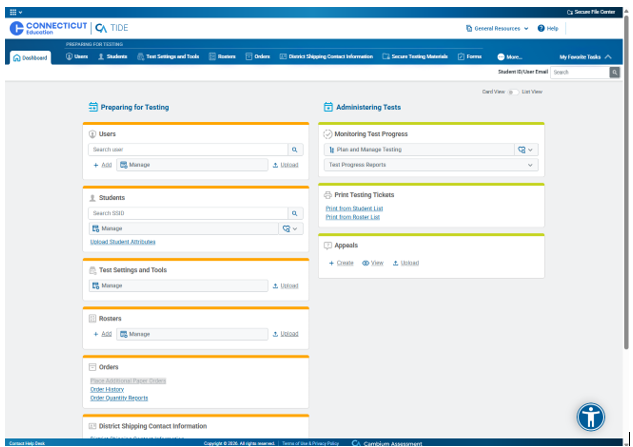 Secure File Center
CONNECTICUT
Education
CA TIDE
General Resources
Help
PREPARING FOR TESTING
Dashboard
Users
Students
Test Settings and Tools
Rosters
Orders
District Shipping Contact Information
Secure Testing Materials
Forms
More...
My Favorite Tasks
Student ID/User Email
Search
Card View
List View
Preparing for Testing
Administering Tests
Users
Search user
+ Add
Manage
Upload
Students
Search SSID
Manage
Upload Student Attributes
Test Settings and Tools
Manage
Upload
Rosters
+ Add
Manage
Upload
Orders
Place Additional Paper Orders
Order History
Order Quantity Reports
District Shipping Contact Information
Monitoring Test Progress
Plan and Manage Testing
Test Progress Reports
Print Testing Tickets
Print from Student List
Print from Roster List
Appeals
+ Create
View
Upload
Contact Help Desk
Copyright © 2026. All rights reserved. | Terms of Use & Privacy Policy
CA Cambium Assessment